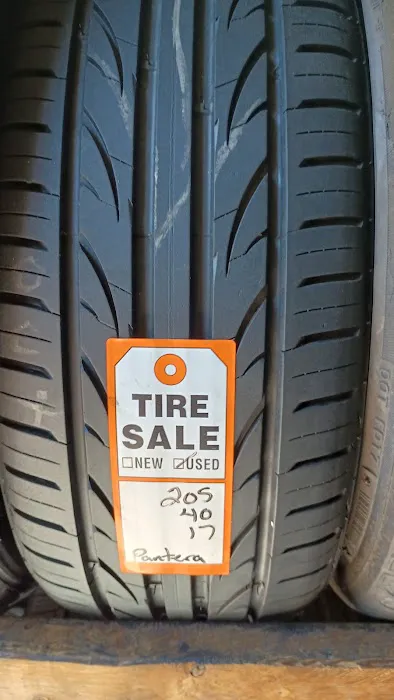 TIRE
SALE
☐NEW ☑USED
205
40
17
Pantera